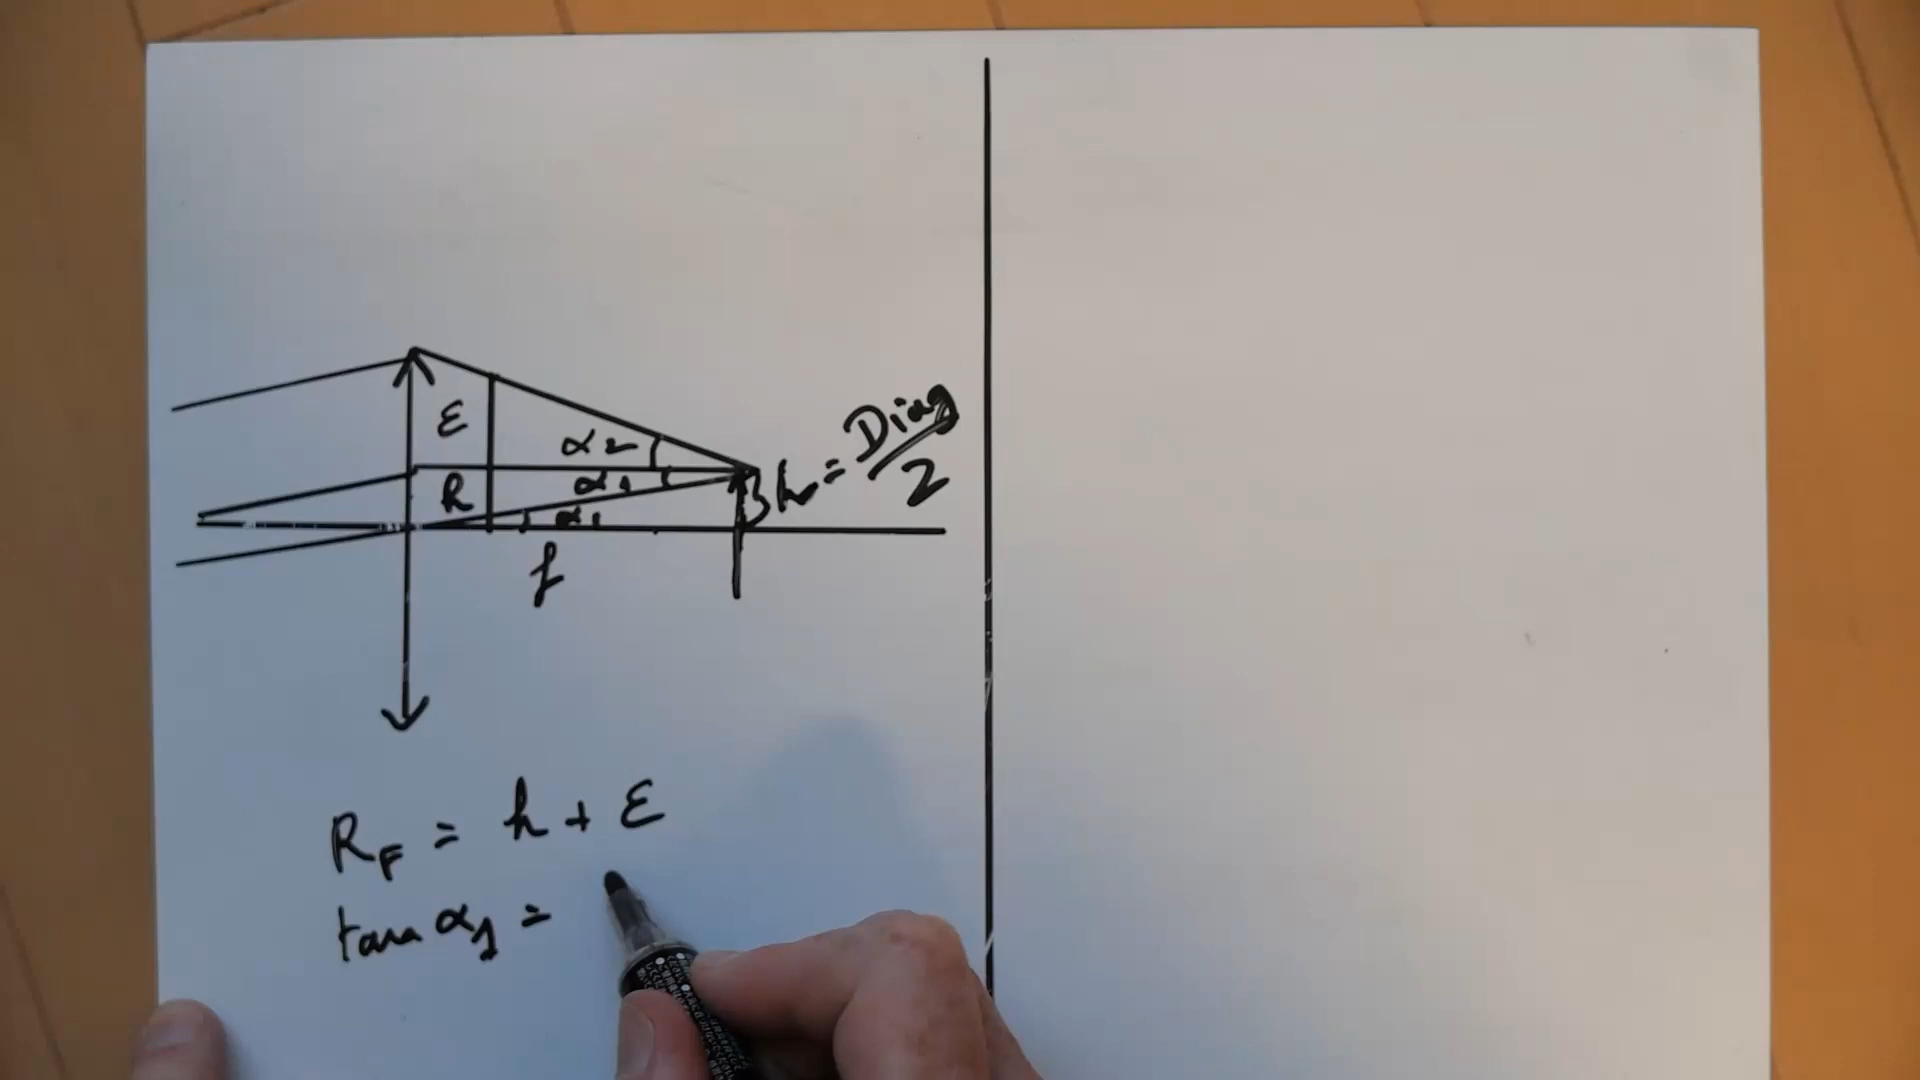 ε
α2
R
α1
α1
h = Diag/2
f
R_F = h + ε
tan α1 =